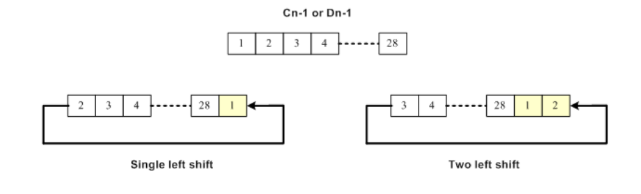 Cn-1 or Dn-1
1 2 3 4 28
2 3 4 28 1
3 4 28 1 2
Single left shift
Two left shift